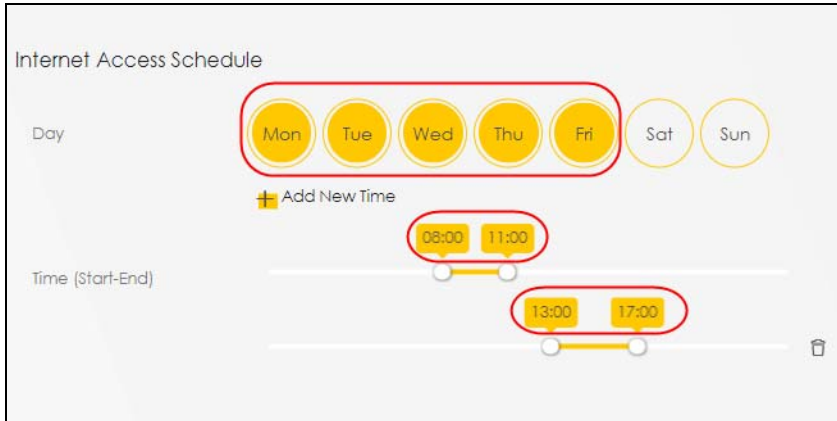 Internet Access Schedule
Day Mon Tue Wed Thu Fri Sat Sun
+ Add New Time
08:00 11:00
Time (Start-End)
13:00 17:00